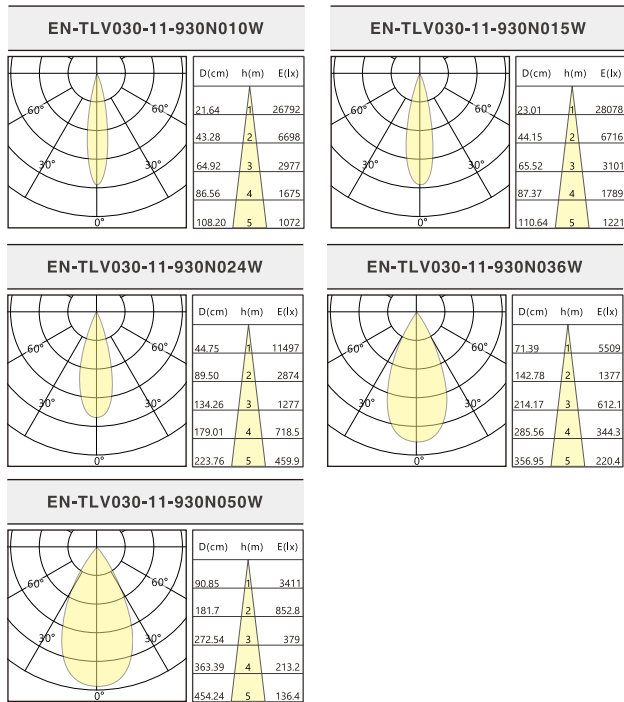 EN-TLV030-11-930N010W
60° 60°
30° 30°
0°
D(cm) h(m) E(lx)
21.64 1 26792
43.28 2 6698
64.92 3 2977
86.56 4 1675
108.20 5 1072
EN-TLV030-11-930N015W
60° 60°
30° 30°
0°
D(cm) h(m) E(lx)
23.01 1 28078
44.15 2 6716
65.52 3 3101
87.37 4 1789
110.64 5 1221
EN-TLV030-11-930N024W
60° 60°
30° 30°
0°
D(cm) h(m) E(lx)
44.75 1 11497
89.50 2 2874
134.26 3 1277
179.01 4 718.5
223.76 5 459.9
EN-TLV030-11-930N036W
60° 60°
30° 30°
0°
D(cm) h(m) E(lx)
71.39 1 5509
142.78 2 1377
214.17 3 612.1
285.56 4 344.3
356.95 5 220.4
EN-TLV030-11-930N050W
60° 60°
30° 30°
0°
D(cm) h(m) E(lx)
90.85 1 3411
181.7 2 852.8
272.54 3 379
363.39 4 213.2
454.24 5 136.4